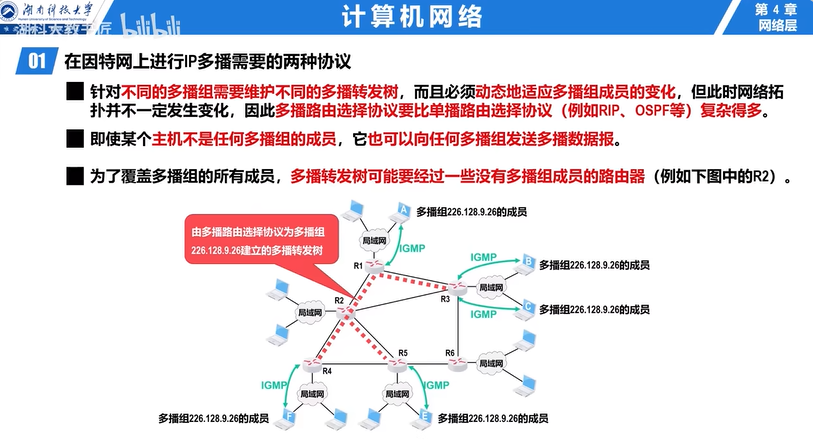 湖南科技大学
计算机网络
第 4 章
网络层
湖科大教书匠 bilibili
01 在因特网上进行IP多播需要的两种协议
针对不同的多播组需要维护不同的多播转发树，而且必须动态地适应多播组成员的变化，但此时网络拓
扑并不一定发生变化，因此多播路由选择协议要比单播路由选择协议（例如RIP、OSPF等）复杂得多。
即使某个主机不是任何多播组的成员，它也可以向任何多播组发送多播数据报。
为了覆盖多播组的所有成员，多播转发树可能要经过一些没有多播组成员的路由器（例如下图中的R2）。
由多播路由选择协议为多播组
226.128.9.26建立的多播转发树
A 多播组226.128.9.26的成员
局域网
IGMP
R1
IGMP
B 多播组226.128.9.26的成员
局域网
R3
IGMP
C 多播组226.128.9.26的成员
R2
局域网
R4
R5
R6
局域网
IGMP
局域网
局域网
IGMP
多播组226.128.9.26的成员 F
E 多播组226.128.9.26的成员